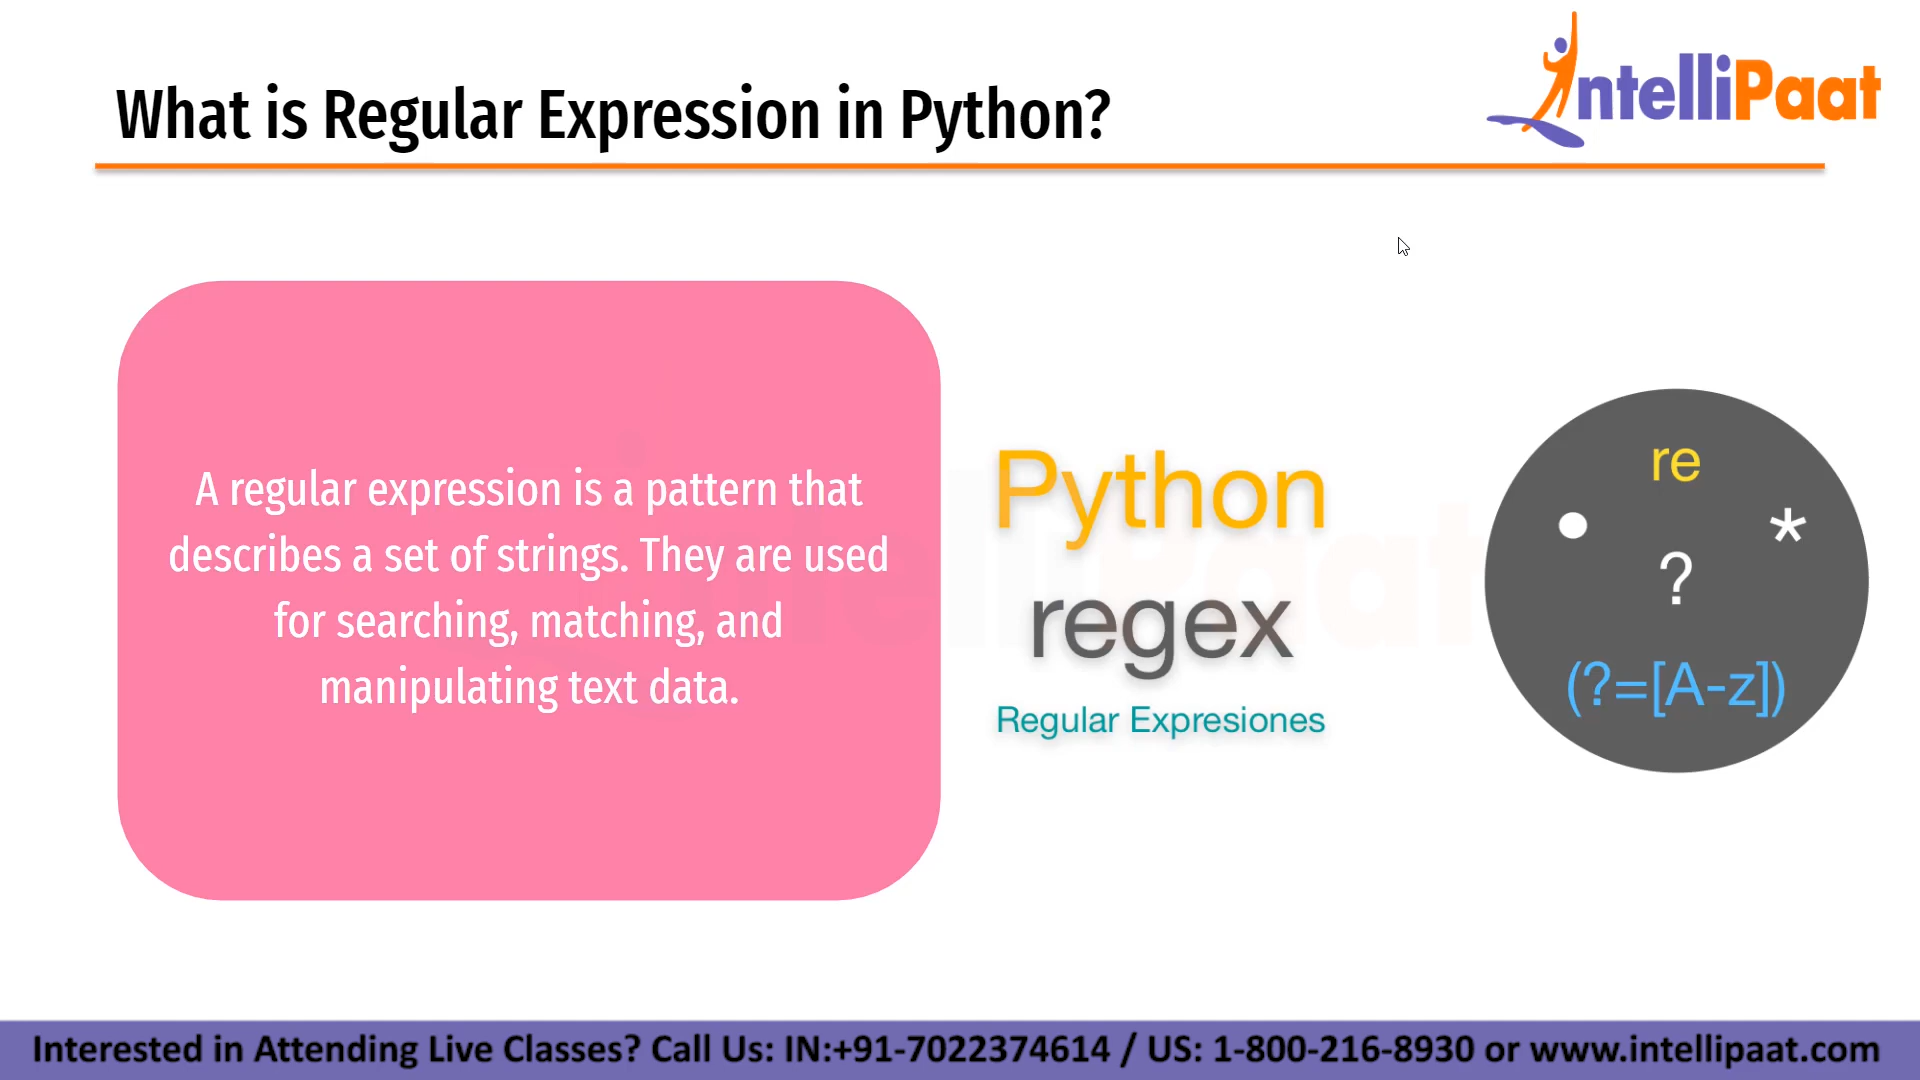 What is Regular Expression in Python?
IntelliPaat
A regular expression is a pattern that
describes a set of strings. They are used
for searching, matching, and
manipulating text data.
Python
regex
Regular Expresiones
re
• *
?
(?=[A-z])
Interested in Attending Live Classes? Call Us: IN:+91-7022374614 / US: 1-800-216-8930 or www.intellipaat.com